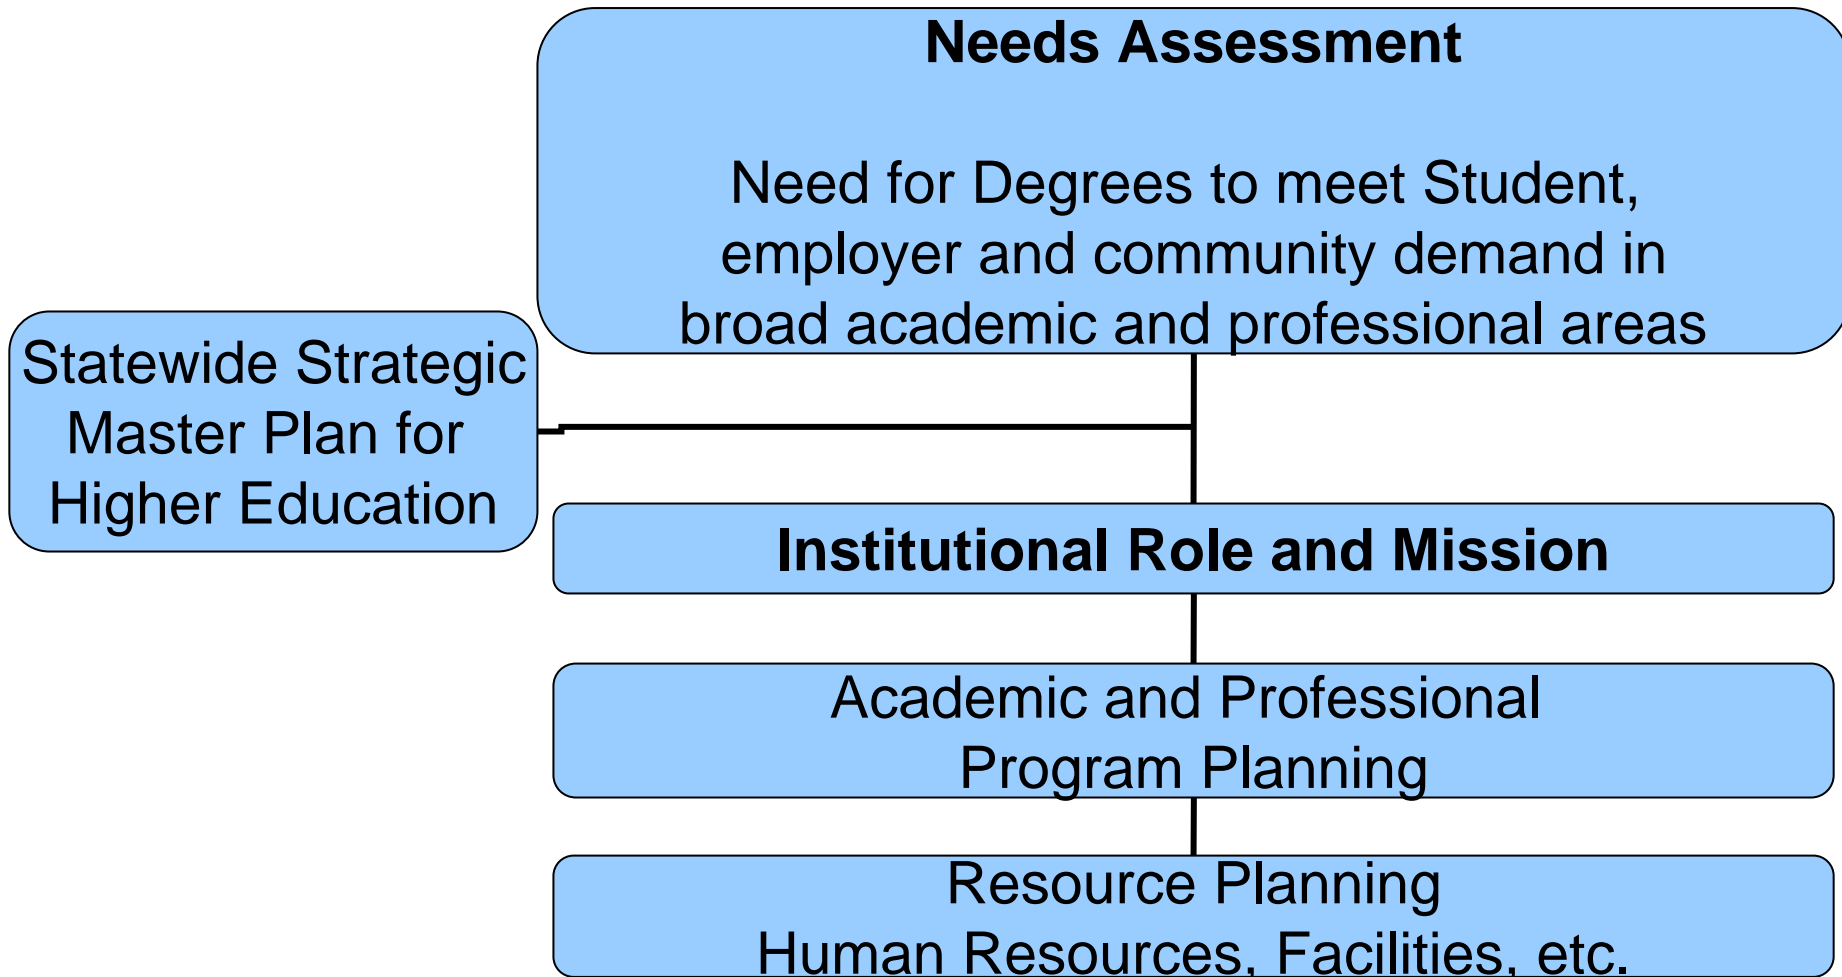 Needs Assessment
Need for Degrees to meet Student,
employer and community demand in
broad academic and professional areas
Statewide Strategic
Master Plan for
Higher Education
Institutional Role and Mission
Academic and Professional
Program Planning
Resource Planning
Human Resources, Facilities, etc.